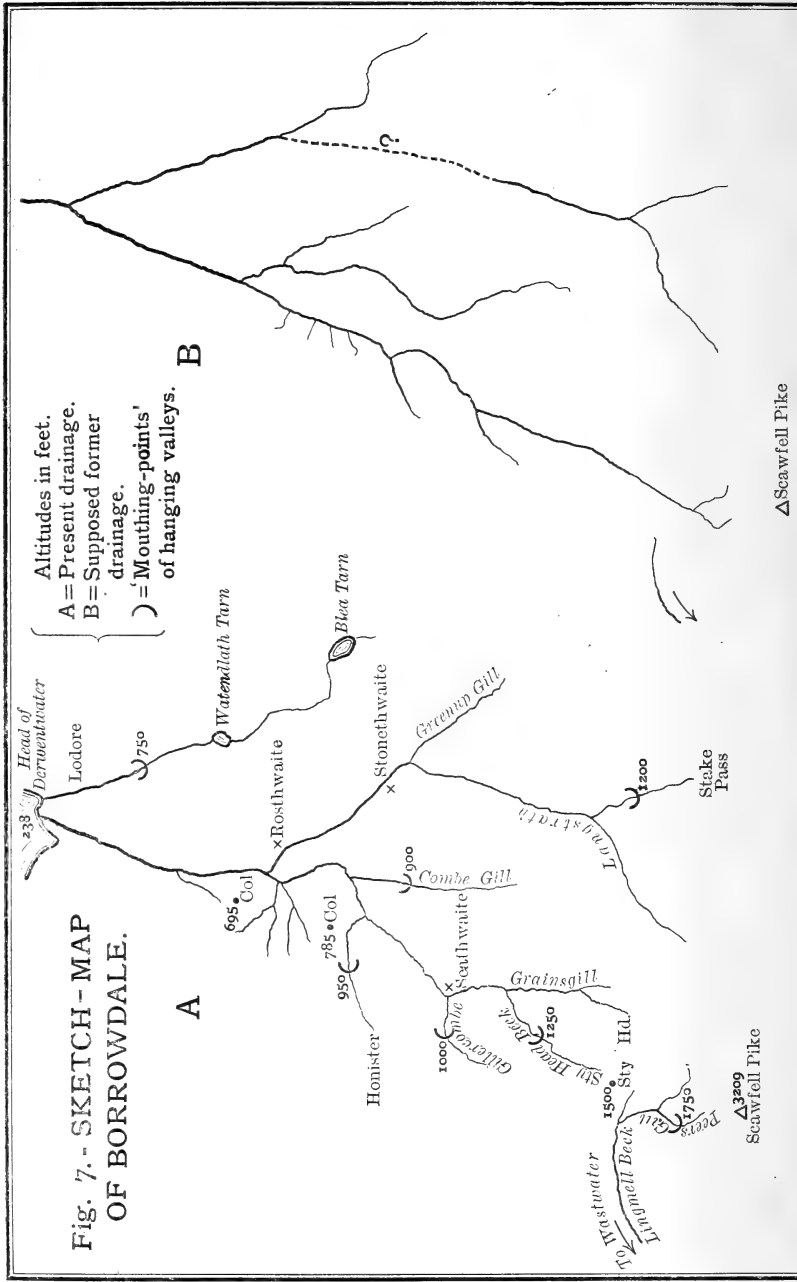 Fig. 7.- SKETCH-MAP
OF BORROWDALE.
A
Altitudes in feet.
A = Present drainage.
B = Supposed former
drainage.
) = 'Mouthing-points'
of hanging valleys.
B
Head of
Derwentwater
238
Lodore
750
Watendlath Tarn
Blea Tarn
Rosthwaite
695 Col
Stonethwaite
Greenup Gill
785 Col
950
Honister
900
Combe Gill
Langstrath
1200
Stake
Pass
Seathwaite
1000
Gillercombe
Grainsgill
Sty Head Beck
1250
1500
Sty Hd.
To Wastwater
Lingmell Beck
Peers
Gill
1750
△3209
Scawfell Pike
?
△Scawfell Pike